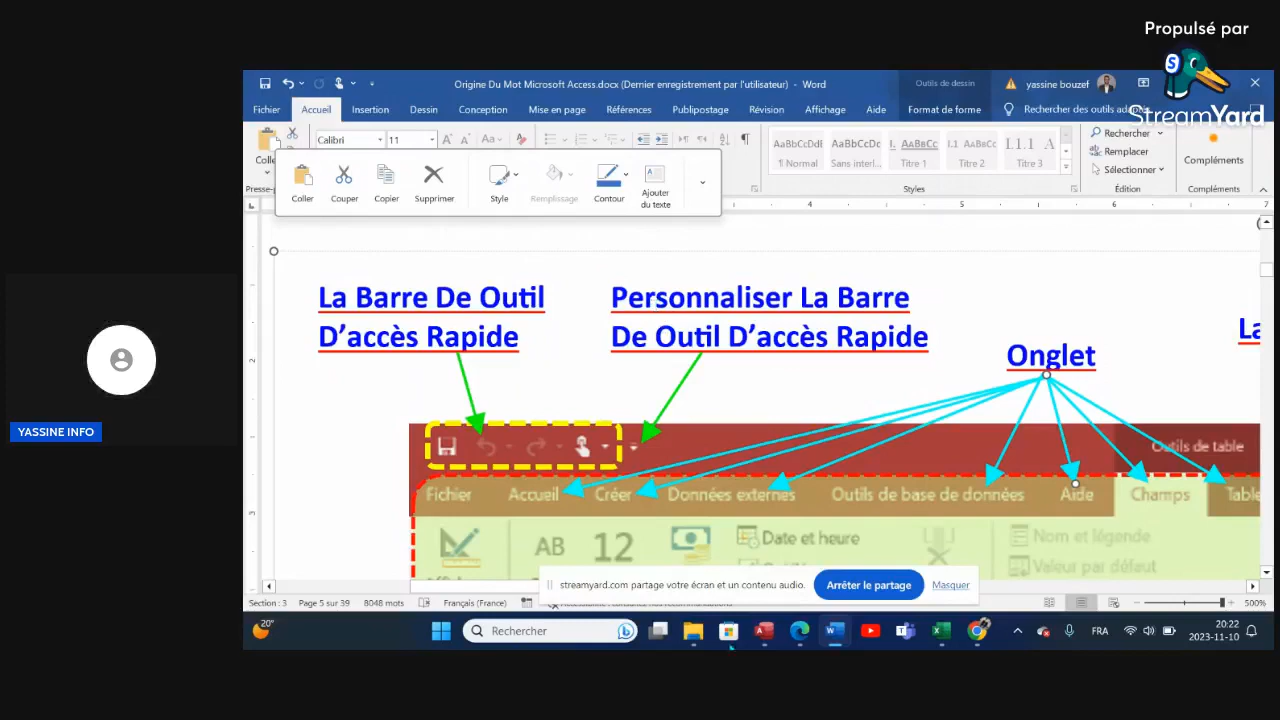 Propulsé par
StreamYard
Origine Du Mot Microsoft Access.docx (Dernier enregistrement par l'utilisateur) - Word
Outils de dessin
yassine bouzef
Fichier Accueil Insertion Dessin Conception Mise en page Références Publipostage Révision Affichage Aide Format de forme Rechercher des outils
Calibri 11
AaBbCcDdE AaBbCcDc AaBbCc AaBbCc 1.1.1 A
Rechercher
Remplacer
Sélectionner
Compléments
¶ Normal Sans interl... Titre 1 Titre 2 Titre 3
Styles Édition Compléments
Coller Couper Copier Supprimer Style Remplissage Contour Ajouter du texte
4 5 6 7
La Barre De Outil
D'accès Rapide
Personnaliser La Barre
De Outil D'accès Rapide
Onglet
La
Outils de table
Fichier Accueil Créer Données externes Outils de base de données Aide Champs Table
AB 12 Date et heure Nom et légende
Valeur par défaut
streamyard.com partage votre écran et un contenu audio. Arrêter le partage Masquer
Section : 3 Page 5 sur 39 8048 mots Français (France) 500%
YASSINE INFO
20°
Rechercher
FRA
20:22
2023-11-10